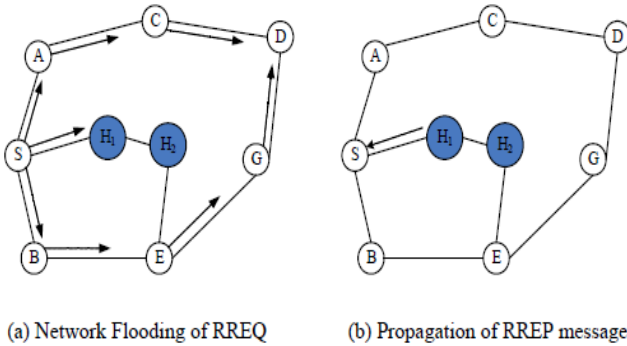 C
D
A
S
H₁
H₂
G
B
E
(a) Network Flooding of RREQ
C
D
A
S
H₁
H₂
G
B
E
(b) Propagation of RREP message